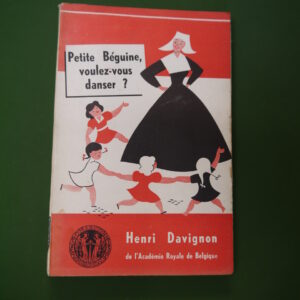 Petite Béguine,
voulez-vous
danser ?
Henri Davignon
de l'Académie Royale de Belgique